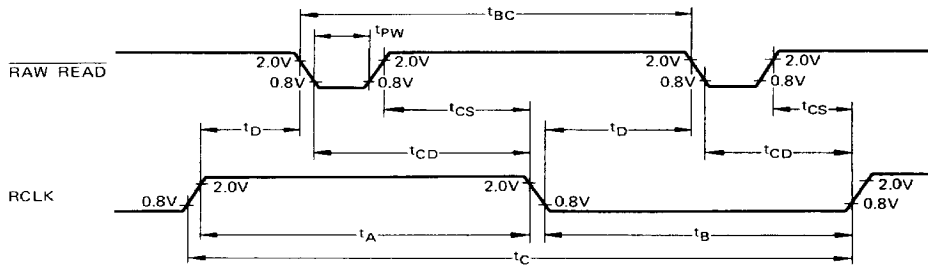 tBC
tPW
RAW READ
2.0V
0.8V
0.8V
2.0V
2.0V
0.8V
0.8V
2.0V
tCS
tCS
tD
tD
tCD
tCD
RCLK
0.8V
2.0V
2.0V
0.8V
2.0V
0.8V
tA
tB
tC